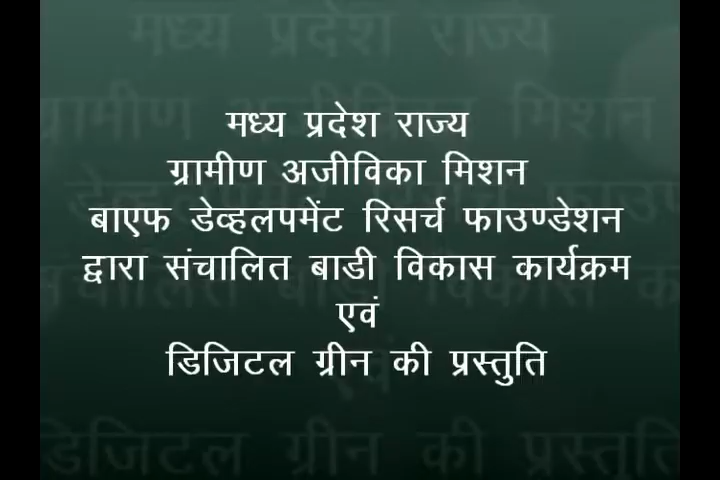 मध्य प्रदेश राज्य
ग्रामीण अजीविका मिशन
बाएफ डेव्हलपमेंट रिसर्च फाउण्डेशन
द्वारा संचालित बाडी विकास कार्यक्रम
एवं
डिजिटल ग्रीन की प्रस्तुति